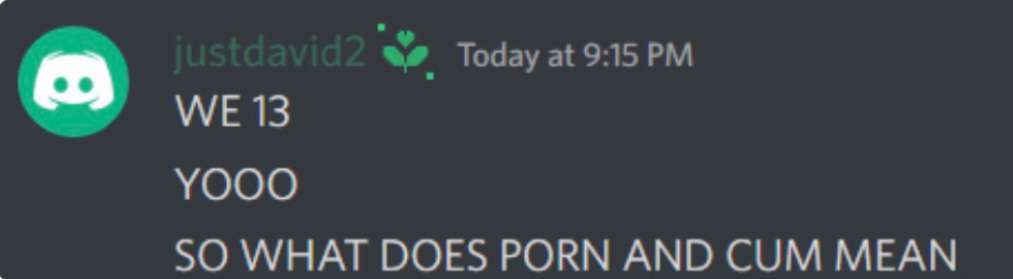 justdavid2 Today at 9:15 PM
WE 13
YOOO
SO WHAT DOES PORN AND CUM MEAN